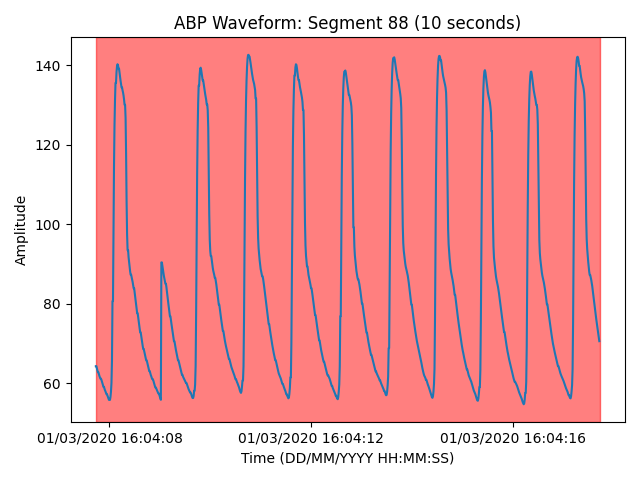 ABP Waveform: Segment 88 (10 seconds)
Amplitude
140
120
100
80
60
01/03/2020 16:04:08 01/03/2020 16:04:12 01/03/2020 16:04:16
Time (DD/MM/YYYY HH:MM:SS)